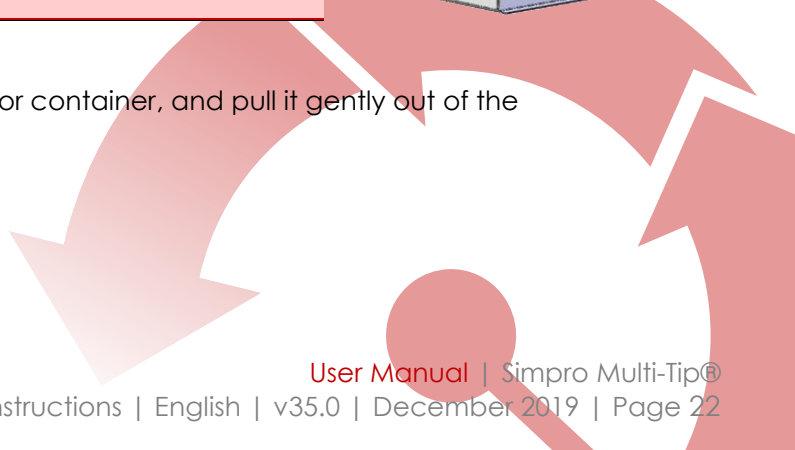 or container, and pull it gently out of the
User Manual | Simpro Multi-Tip®
| English | v35.0 | December 2019 | Page 22